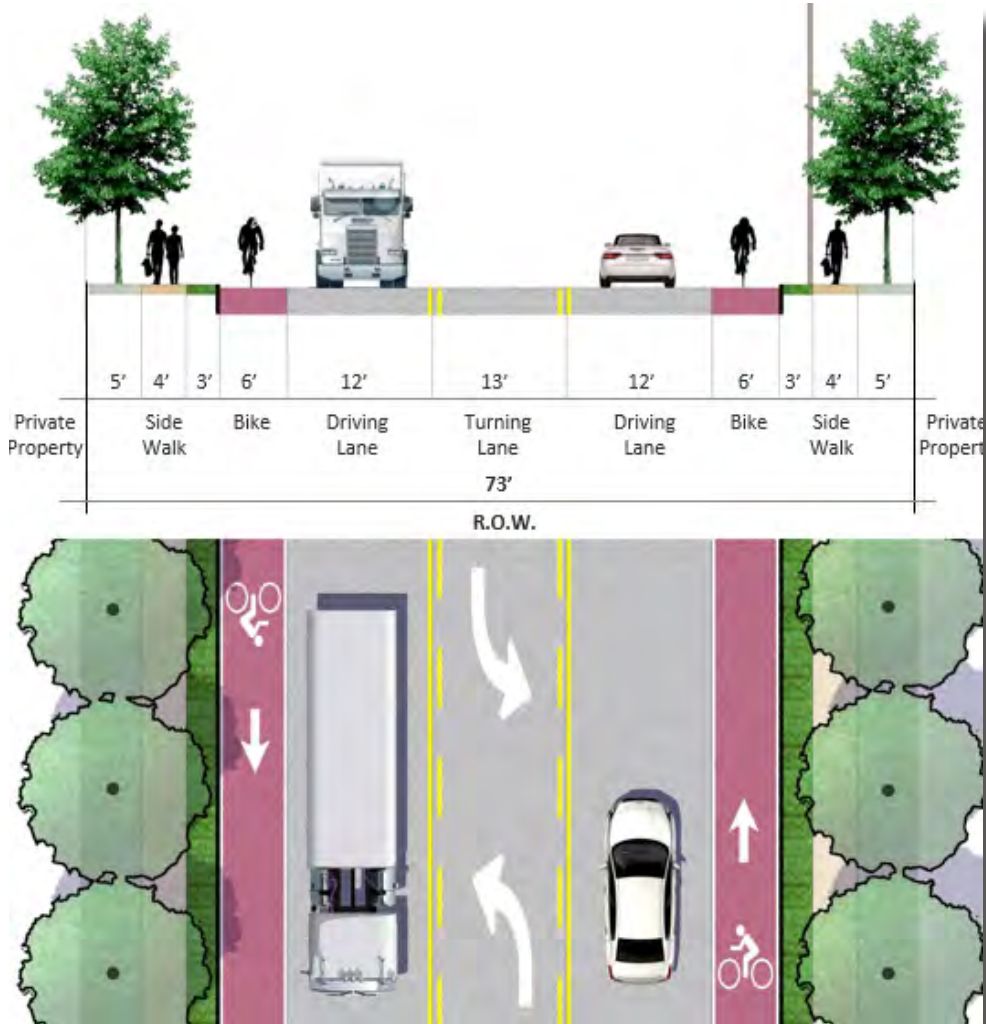 5’ 4’ 3’ 6’ 12’ 13’ 12’ 6’ 3’ 4’ 5’
Private Side Bike Driving Turning Driving Bike Side Private
Property Walk Lane Lane Lane Walk Propert
73’
R.O.W.